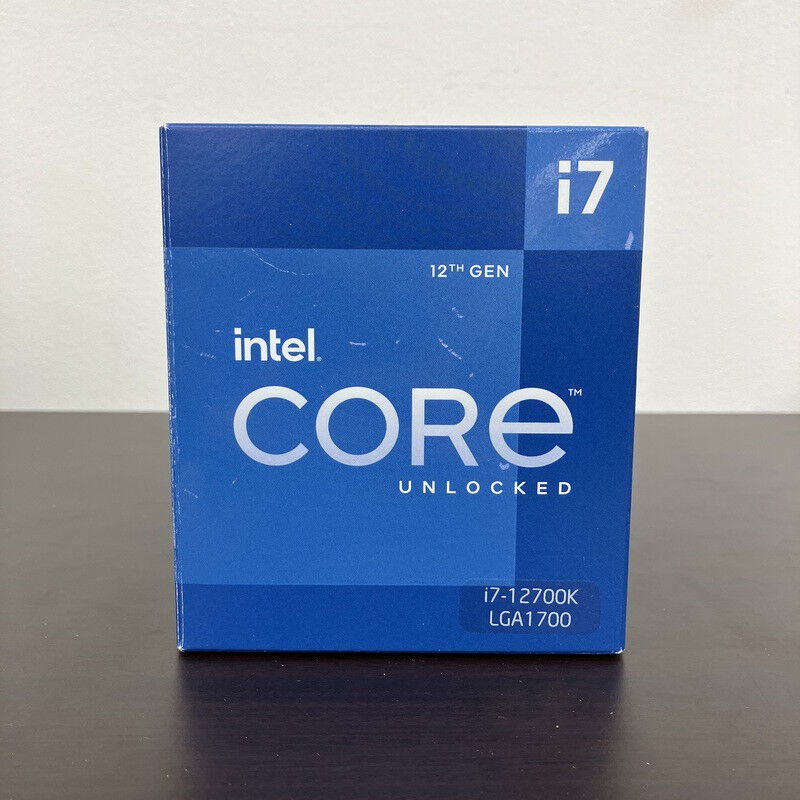 i7
12TH GEN
intel.
CORe™
UNLOCKED
i7-12700K
LGA1700